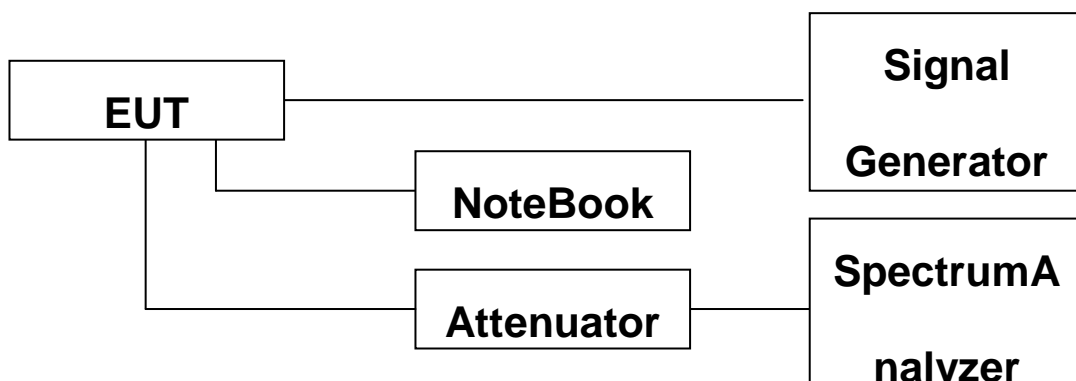 Signal
EUT
Generator
NoteBook
SpectrumA
Attenuator
nalyzer